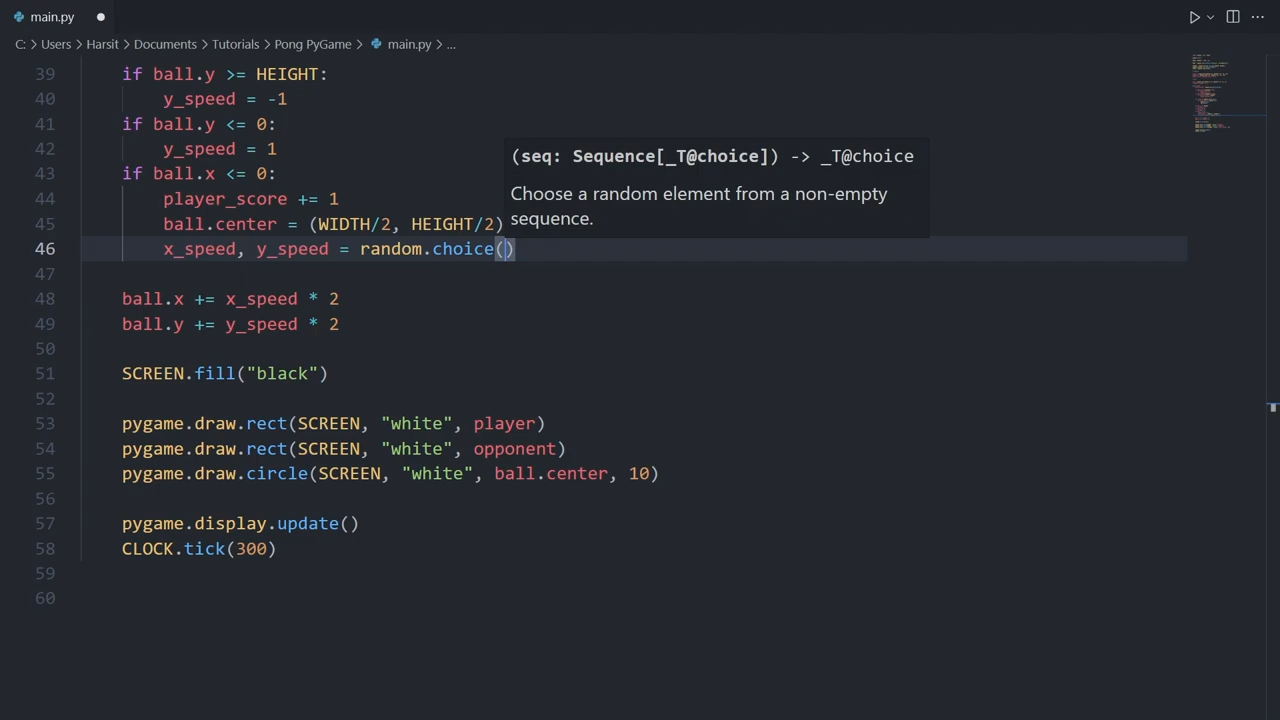 main.py
C: > Users > Harsit > Documents > Tutorials > Pong PyGame > main.py > ...
39 if ball.y >= HEIGHT:
40 y_speed = -1
41 if ball.y <= 0:
42 y_speed = 1
43 if ball.x <= 0:
44 player_score += 1
45 ball.center = (WIDTH/2, HEIGHT/2)
46 x_speed, y_speed = random.choice()
(seq: Sequence[_T@choice]) -> _T@choice
Choose a random element from a non-empty
sequence.
47
48 ball.x += x_speed * 2
49 ball.y += y_speed * 2
50
51 SCREEN.fill("black")
52
53 pygame.draw.rect(SCREEN, "white", player)
54 pygame.draw.rect(SCREEN, "white", opponent)
55 pygame.draw.circle(SCREEN, "white", ball.center, 10)
56
57 pygame.display.update()
58 CLOCK.tick(300)
59
60